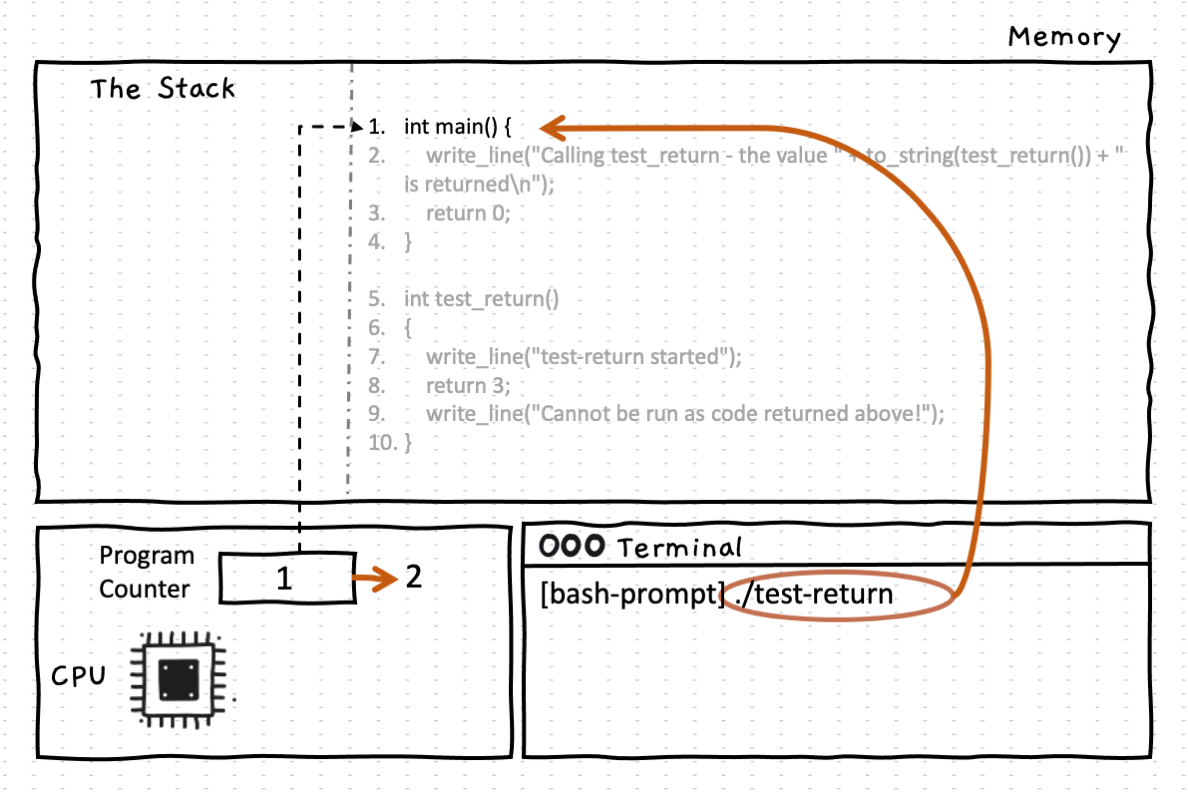 Memory
The Stack
1. int main() {
2. write_line("Calling test_return - the value " + to_string(test_return()) + "
is returned\n");
3. return 0;
4. }
5. int test_return()
6. {
7. write_line("test-return started");
8. return 3;
9. write_line("Cannot be run as code returned above!");
10. }
Program
Counter
1
2
CPU
Terminal
[bash-prompt] ./test-return